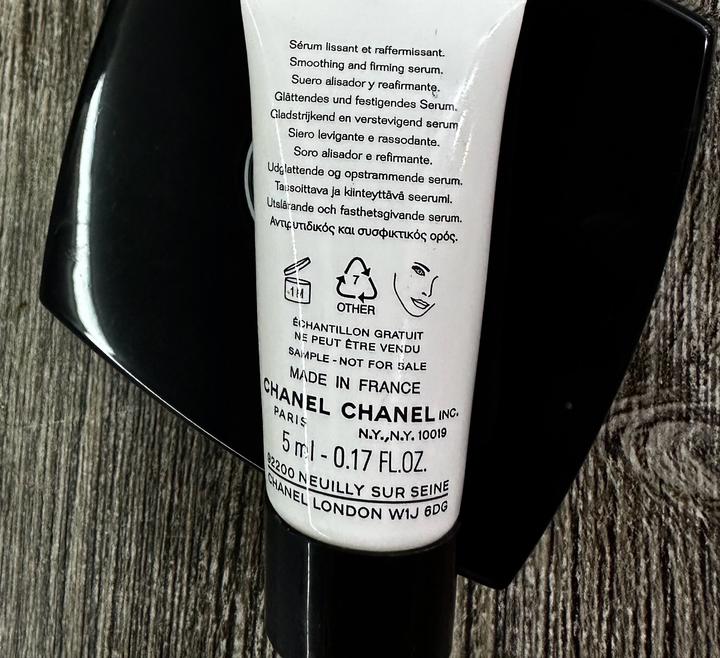 Sérum lissant et raffermissant.
Smoothing and firming serum.
Suero alisador y reafirmante.
Glättendes und festigendes Serum.
Gladstrijkend en verstevigend serum
Siero levigante e rassodante.
Soro alisador e refirmante.
Udglattende og opstrammende serum.
Tasoittava ja kiinteyttävä seerumi.
Utslätande och fasthetsgivande serum.
Αντιρυτιδικός και συσφικτικός ορός.
1M
7
OTHER
ÉCHANTILLON GRATUIT
NE PEUT ÊTRE VENDU
SAMPLE - NOT FOR SALE
MADE IN FRANCE
CHANEL CHANEL INC.
PARIS N.Y.,N.Y. 10019
5 ml - 0.17 FL.OZ.
92200 NEUILLY SUR SEINE
CHANEL LONDON W1J 6DG